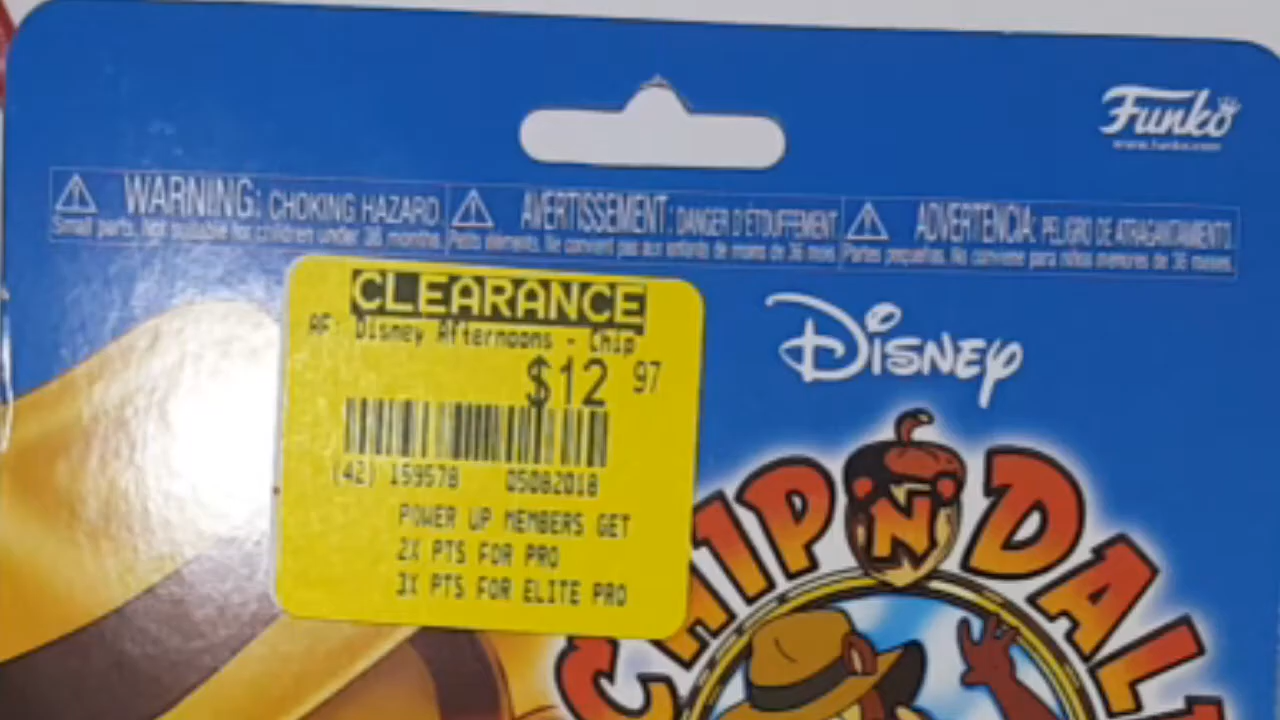 Funko
www.funko.com
WARNING: CHOKING HAZARD.
Small parts. Not suitable for children under 36 months.
AVERTISSEMENT: DANGER D'ÉTOUFFEMENT
Petits éléments. Ne convient pas aux enfants de moins de 36 mois
ADVERTENCIA: PELIGRO DE ATRAGANTAMIENTO
Partes pequeñas. No conviene para niños menores de 36 meses.
CLEARANCE
AF: Disney Afternoons - Chip
$12 97
(42) 159578 05082018
POWER UP MEMBERS GET
2X PTS FOR PRO
3X PTS FOR ELITE PRO
Disney
CHIP N DAL